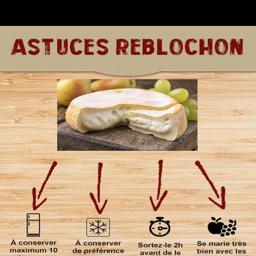 ASTUCES REBLOCHON
À conserver
maximum 10
À conserver
de préférence
Sortez-le 2h
avant de le
Se marie très
bien avec les